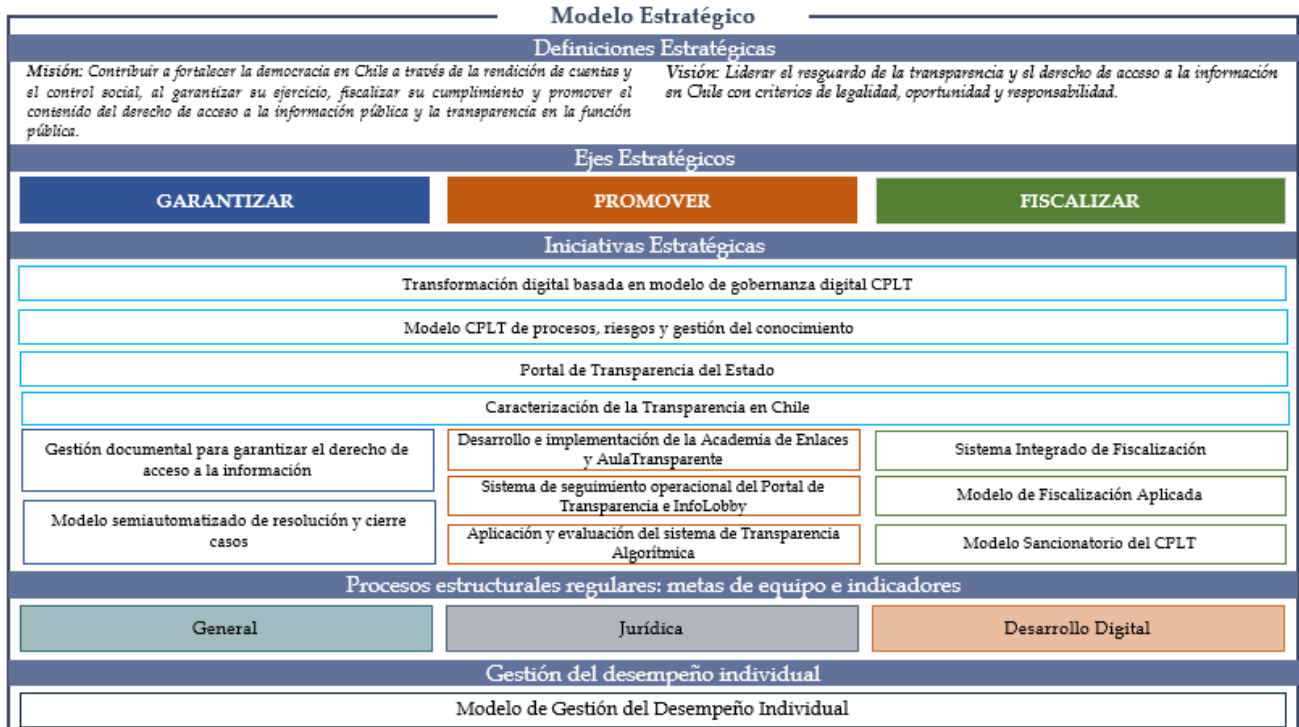 Modelo Estratégico
Definiciones Estratégicas
Misión: Contribuir a fortalecer la democracia en Chile a través de la rendición de cuentas y
el control social, al garantizar su ejercicio, fiscalizar su cumplimiento y promover el
contenido del derecho de acceso a la información pública y la transparencia en la función
pública.
Visión: Liderar el resguardo de la transparencia y el derecho de acceso a la información
en Chile con criterios de legalidad, oportunidad y responsabilidad.
Ejes Estratégicos
GARANTIZAR
PROMOVER
FISCALIZAR
Iniciativas Estratégicas
Transformación digital basada en modelo de gobernanza digital CPLT
Modelo CPLT de procesos, riesgos y gestión del conocimiento
Portal de Transparencia del Estado
Caracterización de la Transparencia en Chile
Gestión documental para garantizar el derecho de
acceso a la información
Modelo semiautomatizado de resolución y cierre
casos
Desarrollo e implementación de la Academia de Enlaces
y AulaTransparente
Sistema de seguimiento operacional del Portal de
Transparencia e InfoLobby
Aplicación y evaluación del sistema de Transparencia
Algorítmica
Sistema Integrado de Fiscalización
Modelo de Fiscalización Aplicada
Modelo Sancionatorio del CPLT
Procesos estructurales regulares: metas de equipo e indicadores
General
Jurídica
Desarrollo Digital
Gestión del desempeño individual
Modelo de Gestión del Desempeño Individual